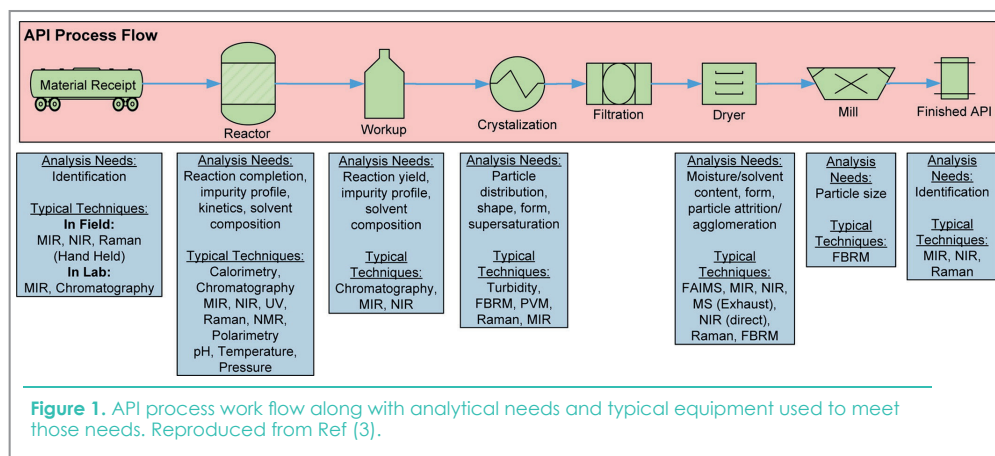 API Process Flow
Material Receipt
Reactor
Workup
Crystalization
Filtration
Dryer
Mill
Finished API
Analysis Needs:
Identification
Typical Techniques:
In Field:
MIR, NIR, Raman
(Hand Held)
In Lab:
MIR, Chromatography
Analysis Needs:
Reaction completion,
impurity profile,
kinetics, solvent
composition
Typical Techniques:
Calorimetry,
Chromatography
MIR, NIR, UV,
Raman, NMR,
Polarimetry
pH, Temperature,
Pressure
Analysis Needs:
Reaction yield,
impurity profile,
solvent
composition
Typical
Techniques:
Chromatography,
MIR, NIR
Analysis Needs:
Particle
distribution,
shape, form,
supersaturation
Typical
Techniques:
Turbidity,
FBRM, PVM,
Raman, MIR
Analysis Needs:
Moisture/solvent
content, form,
particle attrition/
agglomeration
Typical
Techniques:
FAIMS, MIR, NIR,
MS (Exhaust),
NIR (direct),
Raman, FBRM
Analysis
Needs:
Particle size
Typical
Techniques:
FBRM
Analysis
Needs:
Identification
Typical
Techniques:
MIR, NIR,
Raman
Figure 1. API process work flow along with analytical needs and typical equipment used to meet
those needs. Reproduced from Ref (3).